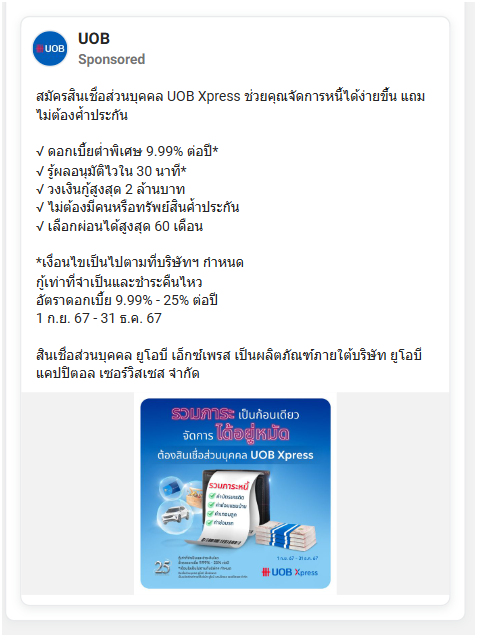 UOB
UOB
Sponsored
สมัครสินเชื่อส่วนบุคคล UOB Xpress ช่วยคุณจัดการหนี้ได้ง่ายขึ้น แถม
ไม่ต้องค้ำประกัน
√ ดอกเบี้ยต่ำพิเศษ 9.99% ต่อปี*
√ รู้ผลอนุมัติไวใน 30 นาที*
√ วงเงินกู้สูงสุด 2 ล้านบาท
√ ไม่ต้องมีคนหรือทรัพย์สินค้ำประกัน
√ เลือกผ่อนได้สูงสุด 60 เดือน
*เงื่อนไขเป็นไปตามที่บริษัทฯ กำหนด
กู้เท่าที่จำเป็นและชำระคืนไหว
อัตราดอกเบี้ย 9.99% - 25% ต่อปี
1 ก.ย. 67 - 31 ธ.ค. 67
สินเชื่อส่วนบุคคล ยูโอบี เอ็กซ์เพรส เป็นผลิตภัณฑ์ภายใต้บริษัท ยูโอบี
แคปปิตอล เซอร์วิสเซส จำกัด
รวมภาระ เป็นก้อนเดียว
จัดการ ได้อยู่หมัด
ต้องสินเชื่อส่วนบุคคล UOB Xpress
รวมภาระหนี้
ค่าบัตรเครดิต
ค่าเทอมลูก
1 ก.ย. 67 - 31 ธ.ค. 67
25
UOB Xpress